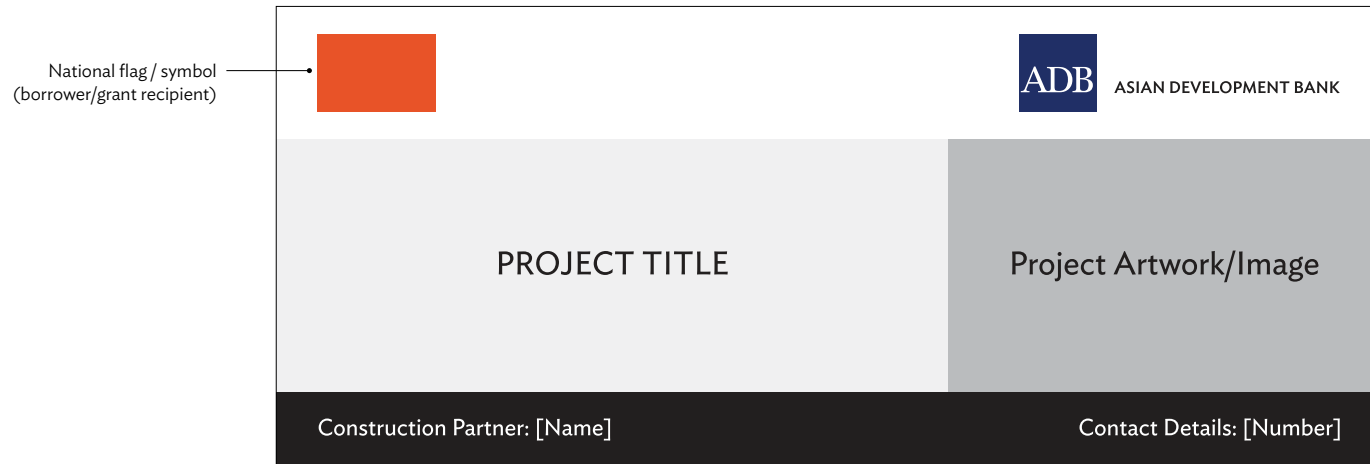 National flag / symbol
(borrower/grant recipient)
ADB
ASIAN DEVELOPMENT BANK
PROJECT TITLE
Project Artwork/Image
Construction Partner: [Name]
Contact Details: [Number]